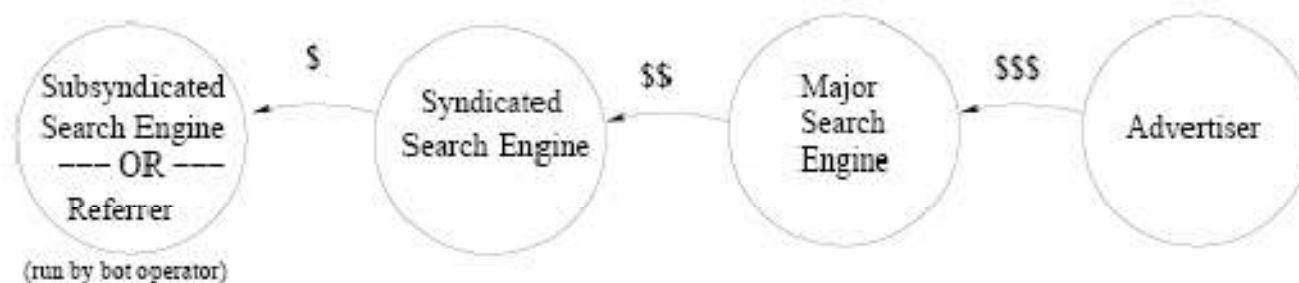 $
$$
$$$
Subsyndicated
Search Engine
--- OR ---
Referrer
(run by bot operator)
Syndicated
Search Engine
Major
Search
Engine
Advertiser